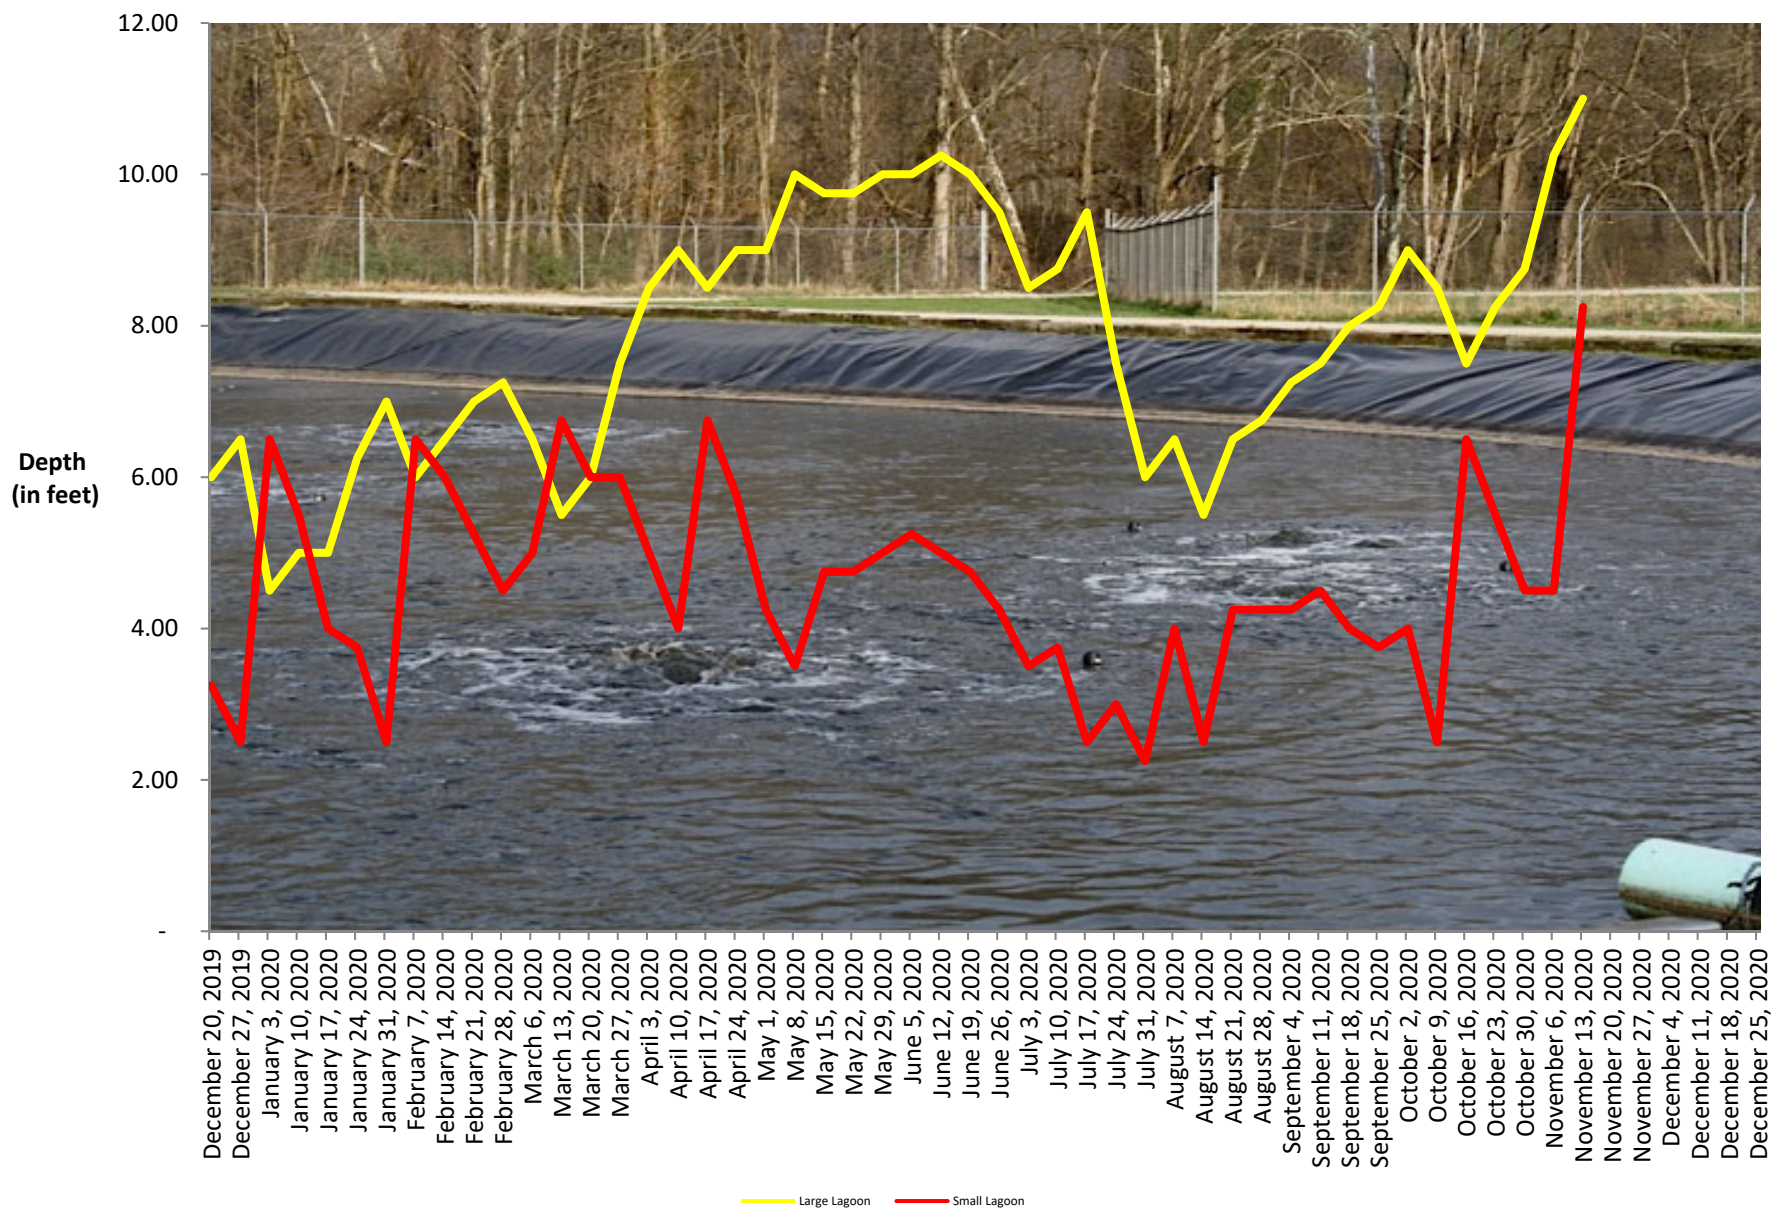 12.00
10.00
8.00
6.00
4.00
2.00
-
Depth
(in feet)
December 20, 2019
December 27, 2019
January 3, 2020
January 10, 2020
January 17, 2020
January 24, 2020
January 31, 2020
February 7, 2020
February 14, 2020
February 21, 2020
February 28, 2020
March 6, 2020
March 13, 2020
March 20, 2020
March 27, 2020
April 3, 2020
April 10, 2020
April 17, 2020
April 24, 2020
May 1, 2020
May 8, 2020
May 15, 2020
May 22, 2020
May 29, 2020
June 5, 2020
June 12, 2020
June 19, 2020
June 26, 2020
July 3, 2020
July 10, 2020
July 17, 2020
July 24, 2020
July 31, 2020
August 7, 2020
August 14, 2020
August 21, 2020
August 28, 2020
September 4, 2020
September 11, 2020
September 18, 2020
September 25, 2020
October 2, 2020
October 9, 2020
October 16, 2020
October 23, 2020
October 30, 2020
November 6, 2020
November 13, 2020
November 20, 2020
November 27, 2020
December 4, 2020
December 11, 2020
December 18, 2020
December 25, 2020
Large Lagoon
Small Lagoon